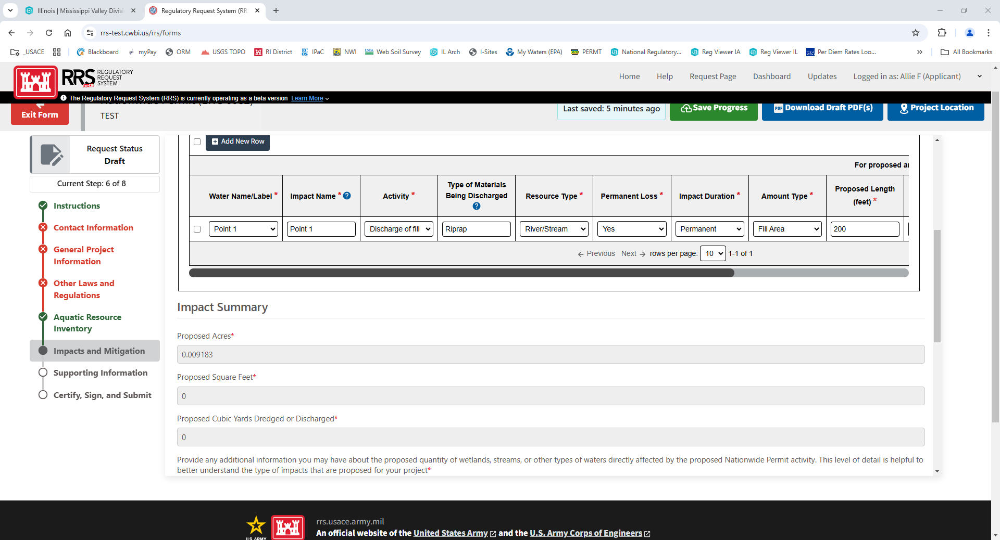 Illinois | Mississippi Valley Divisi
Regulatory Request System (RR
rrs-test.cwbi.us/rrs/forms
_USACE
Blackboard
myPay
ORM
USGS TOPO
RI District
IPaC
NWI
Web Soil Survey
IL Arch
I-Sites
My Waters (EPA)
PERMT
National Regulatory...
Reg Viewer IA
Reg Viewer IL
Per Diem Rates Loo...
All Bookmarks
RRS beta
REGULATORY
REQUEST
SYSTEM
Home
Help
Request Page
Dashboard
Updates
Logged in as: Allie F (Applicant)
The Regulatory Request System (RRS) is currently operating as a beta version Learn More
Exit Form
TEST
Last saved: 5 minutes ago
Save Progress
PDF Download Draft PDF(s)
Project Location
Request Status
Draft
Current Step: 6 of 8
Instructions
Contact Information
General Project
Information
Other Laws and
Regulations
Aquatic Resource
Inventory
Impacts and Mitigation
Supporting Information
Certify, Sign, and Submit
Add New Row
For proposed ar
Water Name/Label *
Impact Name *
Activity *
Type of Materials
Being Discharged
Resource Type *
Permanent Loss *
Impact Duration *
Amount Type *
Proposed Length
(feet) *
Point 1
Point 1
Discharge of fill
Riprap
River/Stream
Yes
Permanent
Fill Area
200
← Previous Next → rows per page: 10 1-1 of 1
Impact Summary
Proposed Acres*
0.009183
Proposed Square Feet*
0
Proposed Cubic Yards Dredged or Discharged*
0
Provide any additional information you may have about the proposed quantity of wetlands, streams, or other types of waters directly affected by the proposed Nationwide Permit activity. This level of detail is helpful to
better understand the type of impacts that are proposed for your project*
U.S. ARMY
rrs.usace.army.mil
An official website of the United States Army and the U.S. Army Corps of Engineers